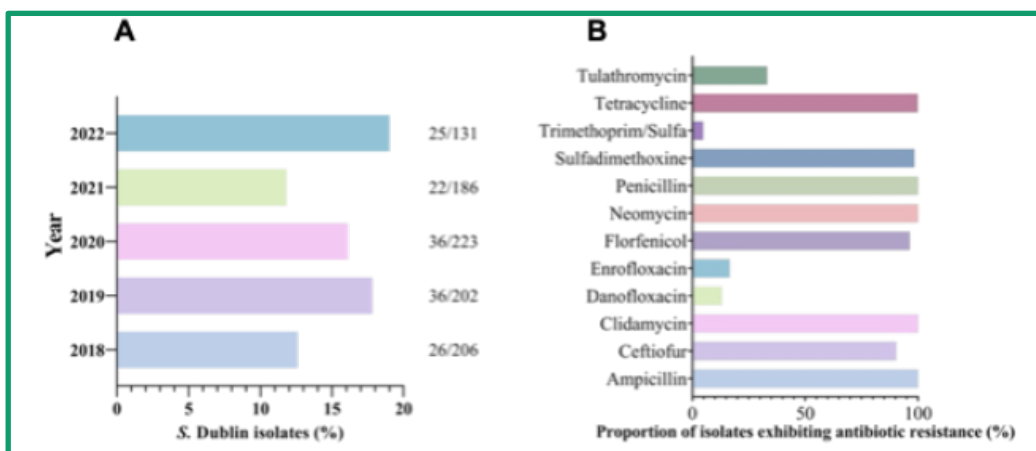 A
2022
25/131
2021
22/186
2020
36/223
2019
36/202
2018
26/206
Year
0 5 10 15 20
S. Dublin isolates (%)
B
Tulathromycin
Tetracycline
Trimethoprim/Sulfa
Sulfadimethoxine
Penicillin
Neomycin
Florfenicol
Enrofloxacin
Danofloxacin
Clidamycin
Ceftiofur
Ampicillin
0 50 100
Proportion of isolates exhibiting antibiotic resistance (%)